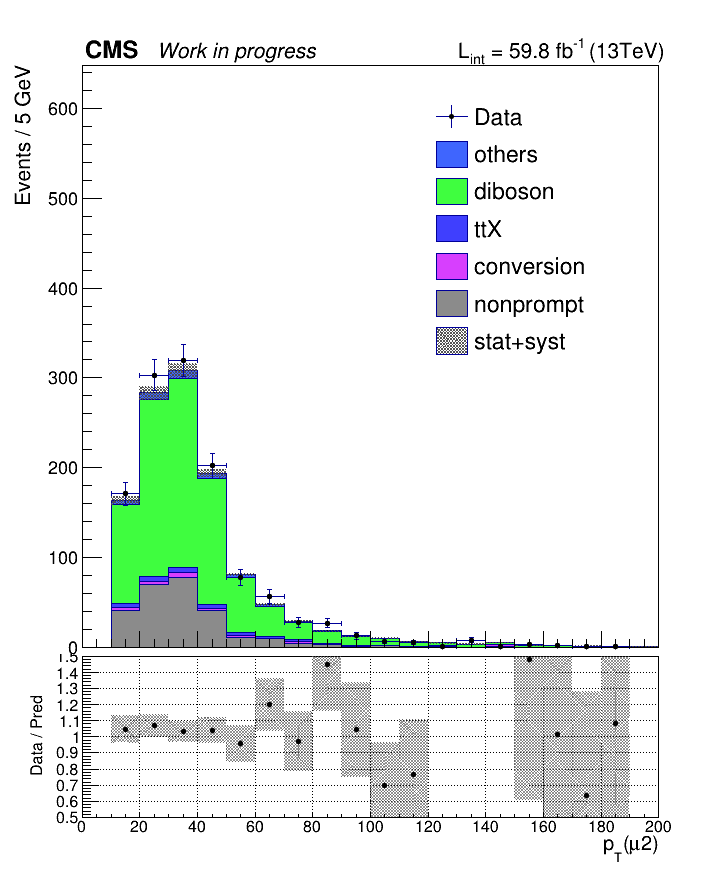 CMS Work in progress L_int = 59.8 fb^-1 (13TeV)
Events / 5 GeV
600
500
400
300
200
100
0
Data
others
diboson
ttX
conversion
nonprompt
stat+syst
Data / Pred
1.5
1.4
1.3
1.2
1.1
1
0.9
0.8
0.7
0.6
0.5
0 20 40 60 80 100 120 140 160 180 200
p_T(μ2)